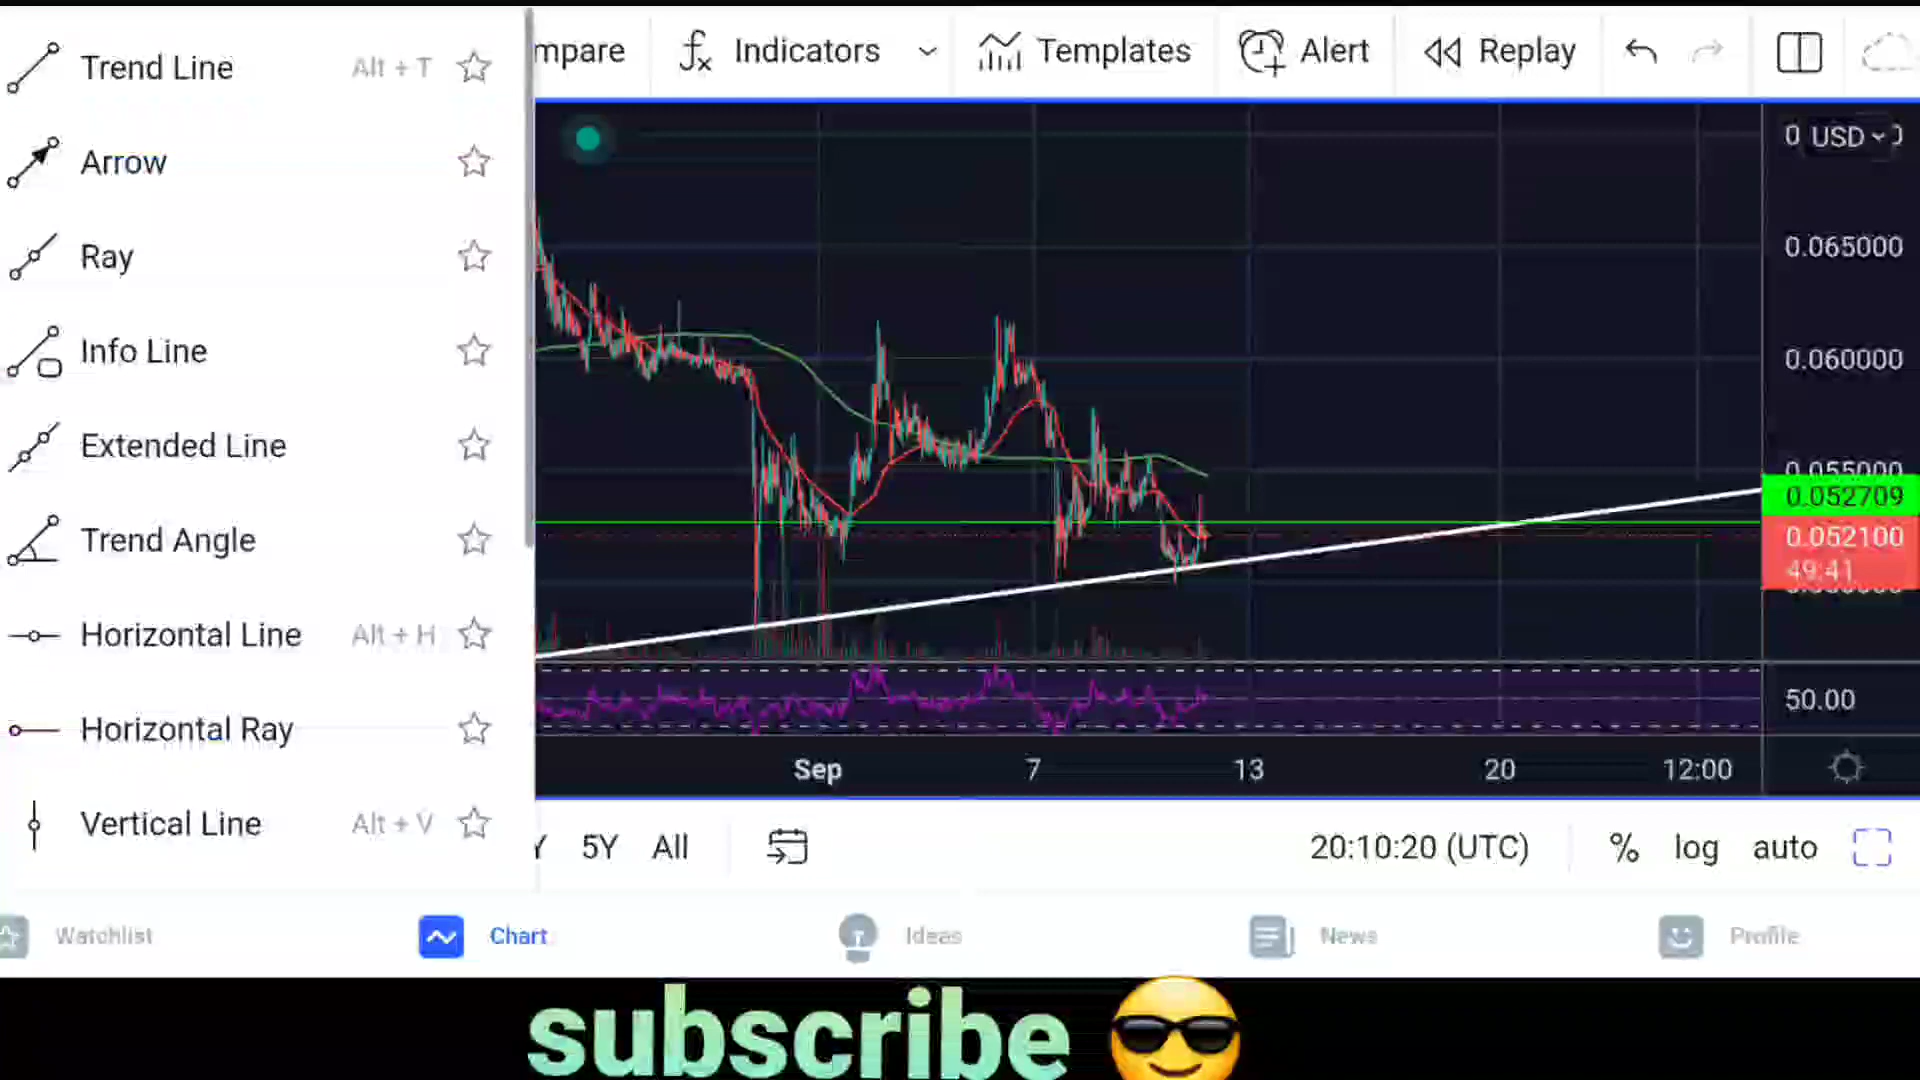 Trend Line Alt + T
Arrow
Ray
Info Line
Extended Line
Trend Angle
Horizontal Line Alt + H
Horizontal Ray
Vertical Line Alt + V
mpare Indicators Templates Alert Replay
USD
0.065000
0.060000
0.055000
0.052709
0.052100
49:41
50.00
Sep 7 13 20 12:00
Y 5Y All 20:10:20 (UTC) % log auto
Watchlist Chart Ideas News Profile
subscribe 😎